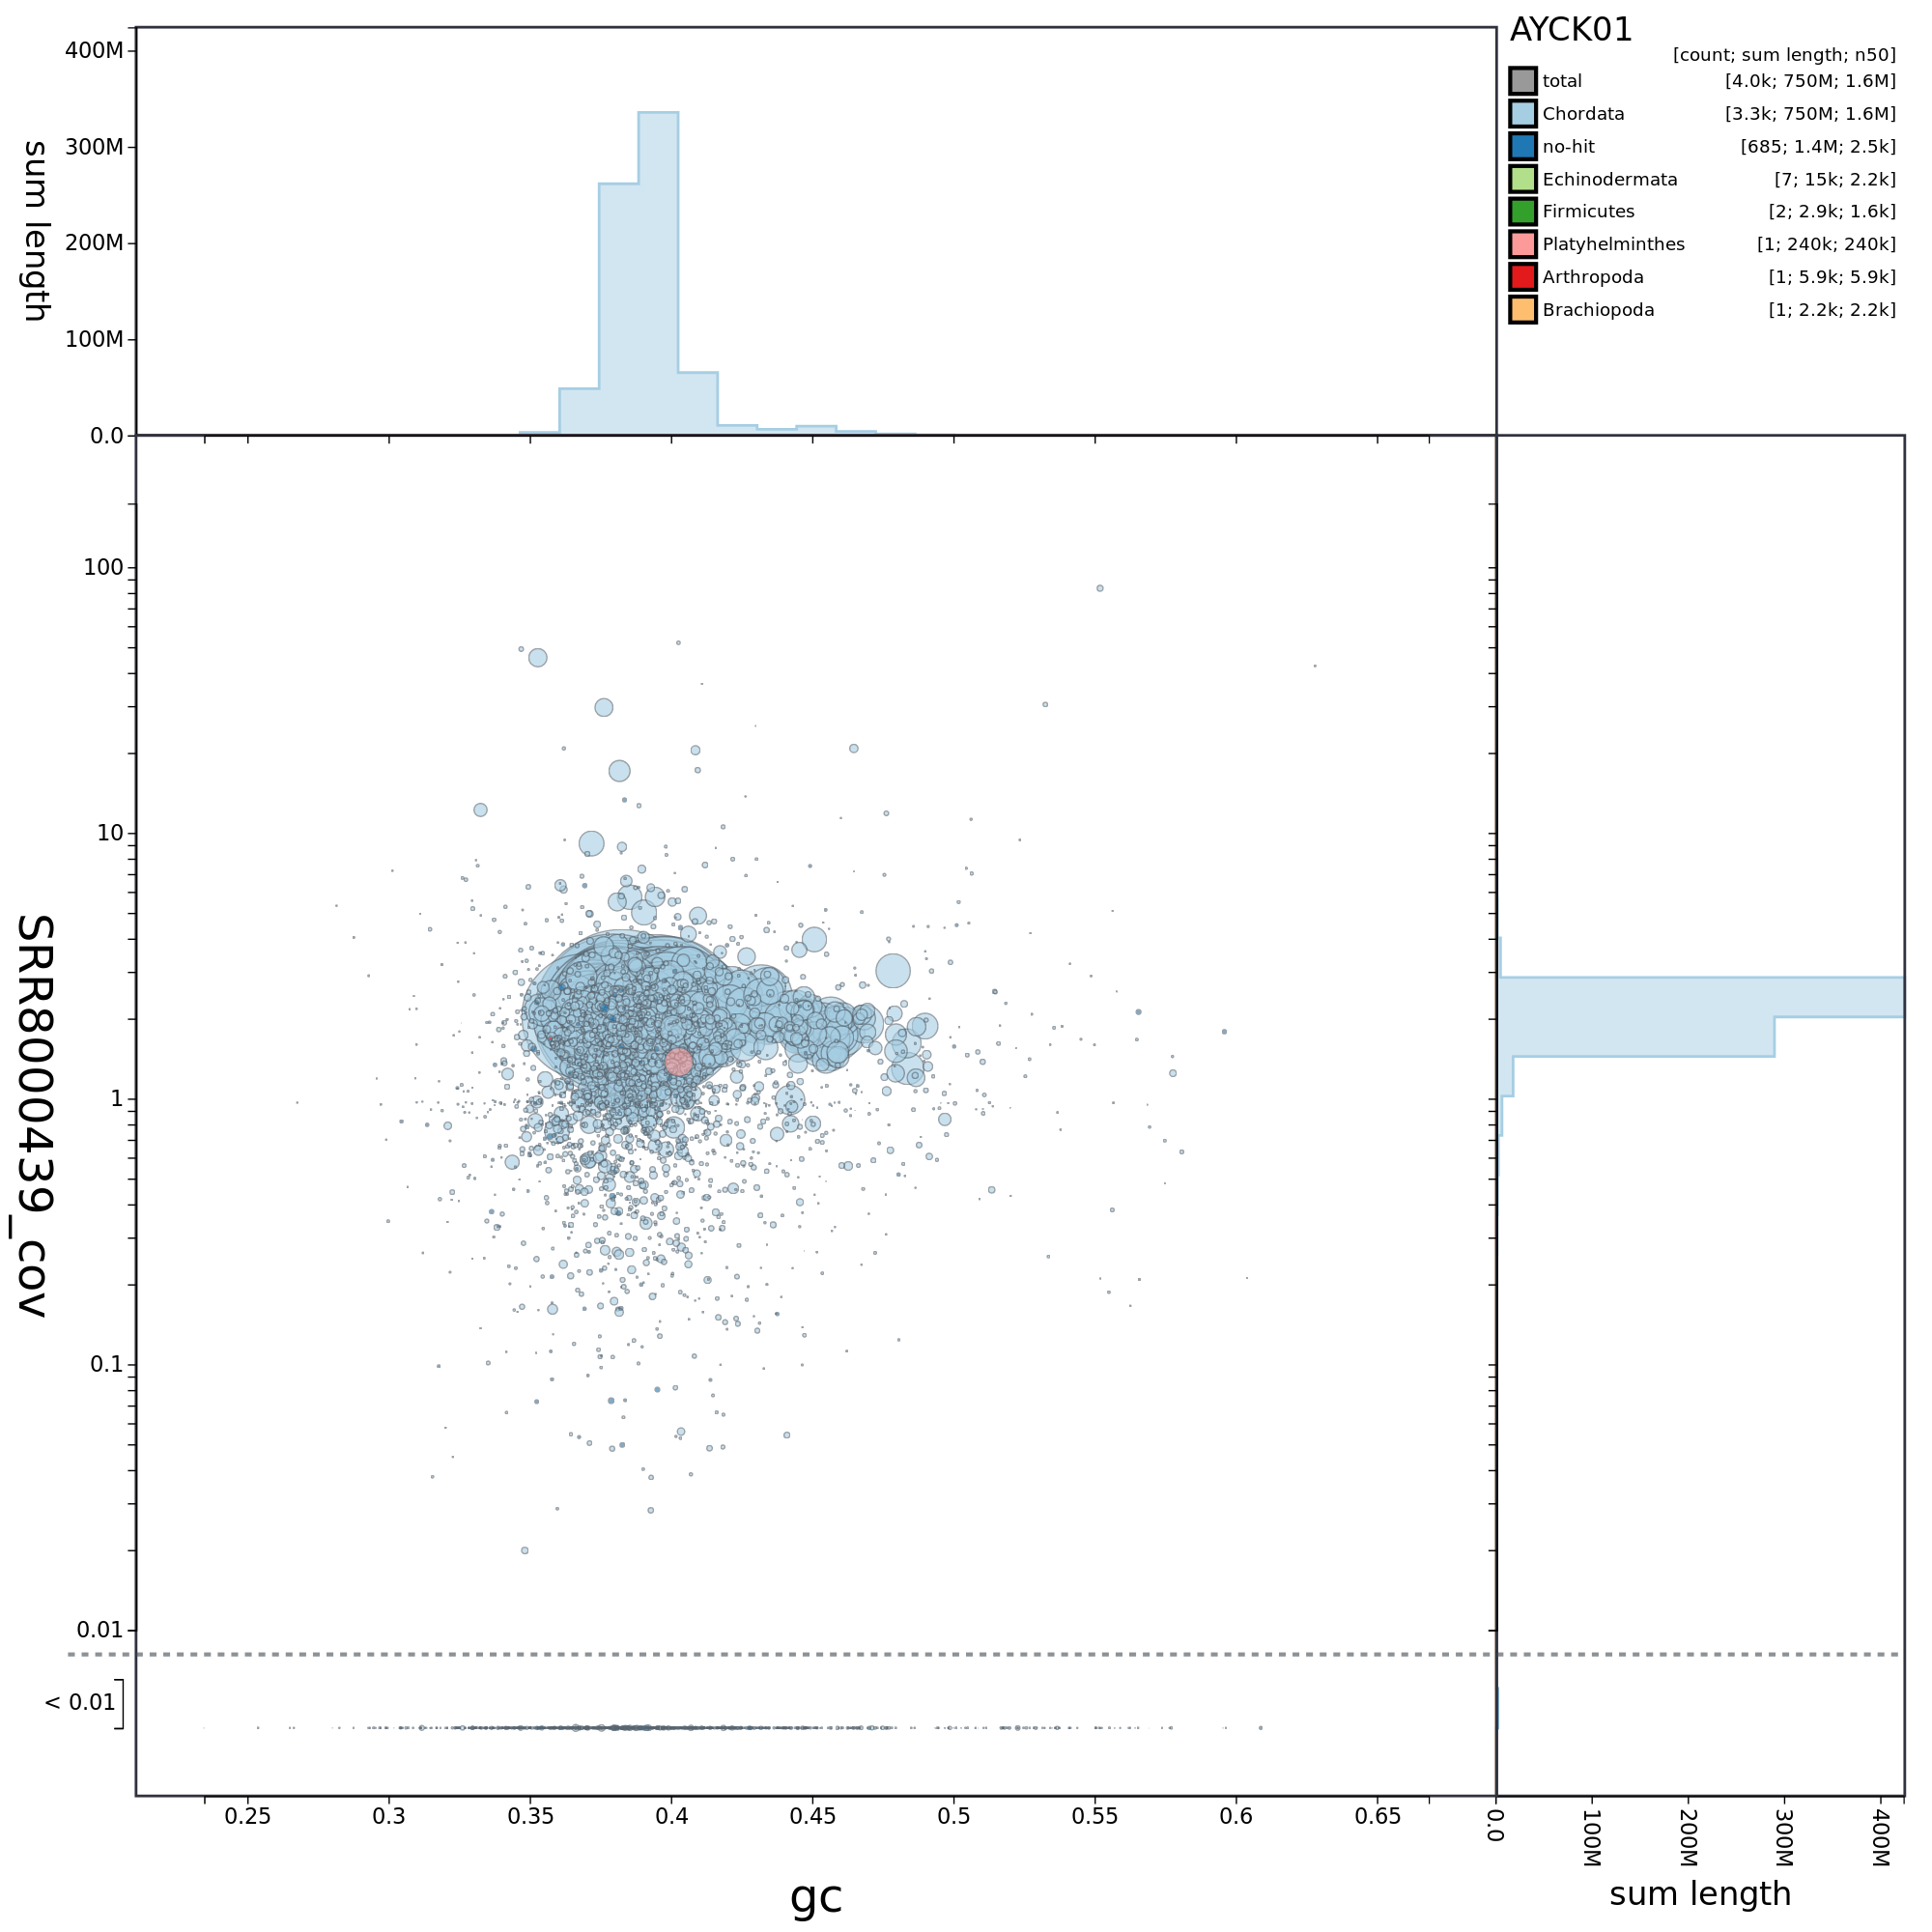 AYCK01
[count; sum length; n50]
total [4.0k; 750M; 1.6M]
Chordata [3.3k; 750M; 1.6M]
no-hit [685; 1.4M; 2.5k]
Echinodermata [7; 15k; 2.2k]
Firmicutes [2; 2.9k; 1.6k]
Platyhelminthes [1; 240k; 240k]
Arthropoda [1; 5.9k; 5.9k]
Brachiopoda [1; 2.2k; 2.2k]
sum length
400M
300M
200M
100M
0.0
SRR8000439_cov
100
10
1
0.1
0.01
< 0.01
0.25
0.3
0.35
0.4
0.45
0.5
0.55
0.6
0.65
gc
0.0
100M
200M
300M
400M
sum length